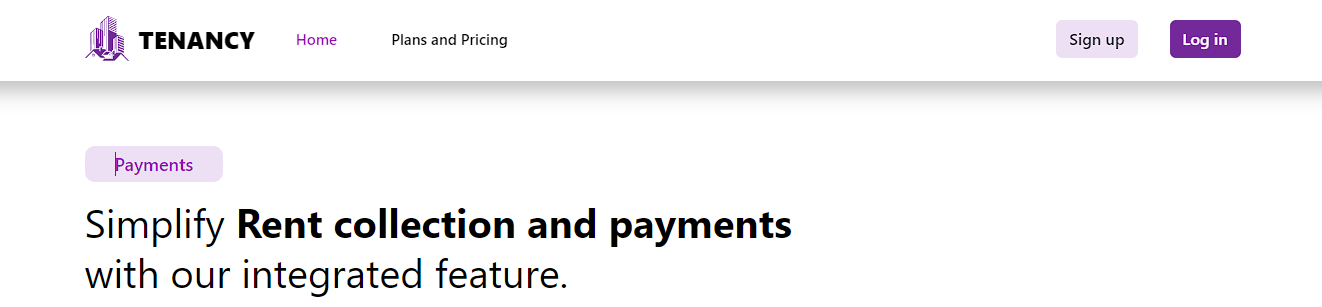 TENANCY Home Plans and Pricing Sign up Log in
Payments
Simplify Rent collection and payments
with our integrated feature.